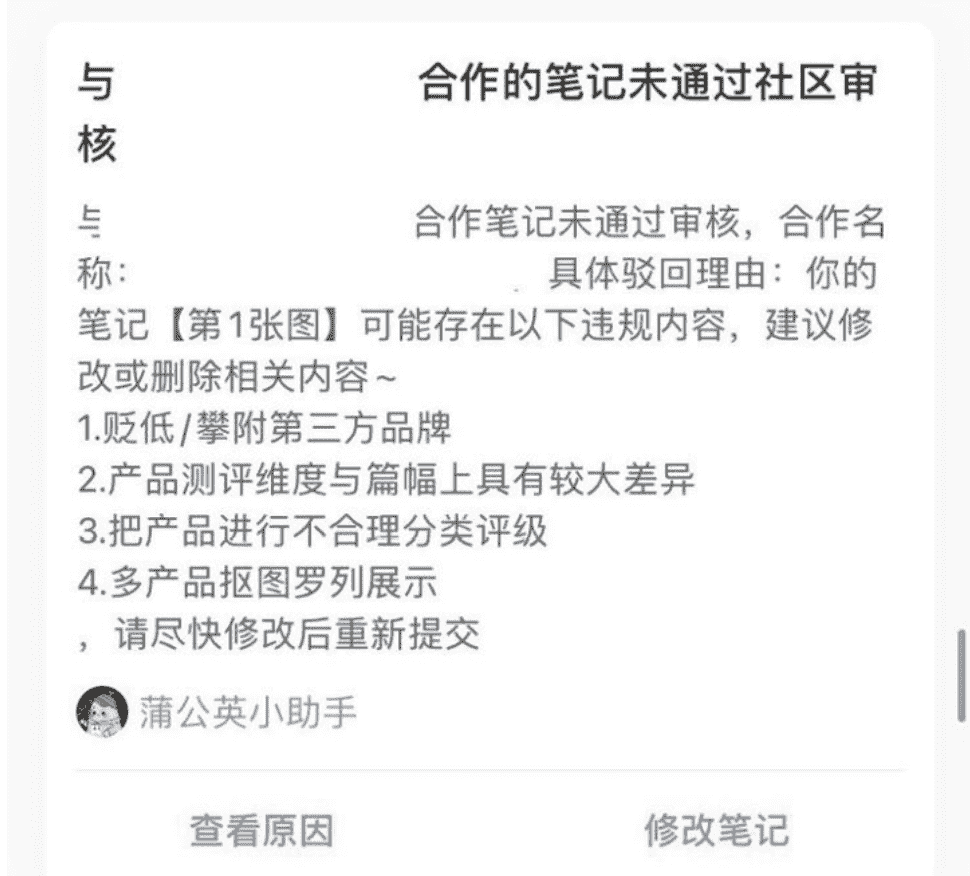 与 合作的笔记未通过社区审
核
与 合作笔记未通过审核，合作名
称： 具体驳回理由：你的
笔记【第1张图】可能存在以下违规内容，建议修
改或删除相关内容~
1.贬低/攀附第三方品牌
2.产品测评维度与篇幅上具有较大差异
3.把产品进行不合理分类评级
4.多产品抠图罗列展示
，请尽快修改后重新提交
蒲公英小助手
查看原因
修改笔记